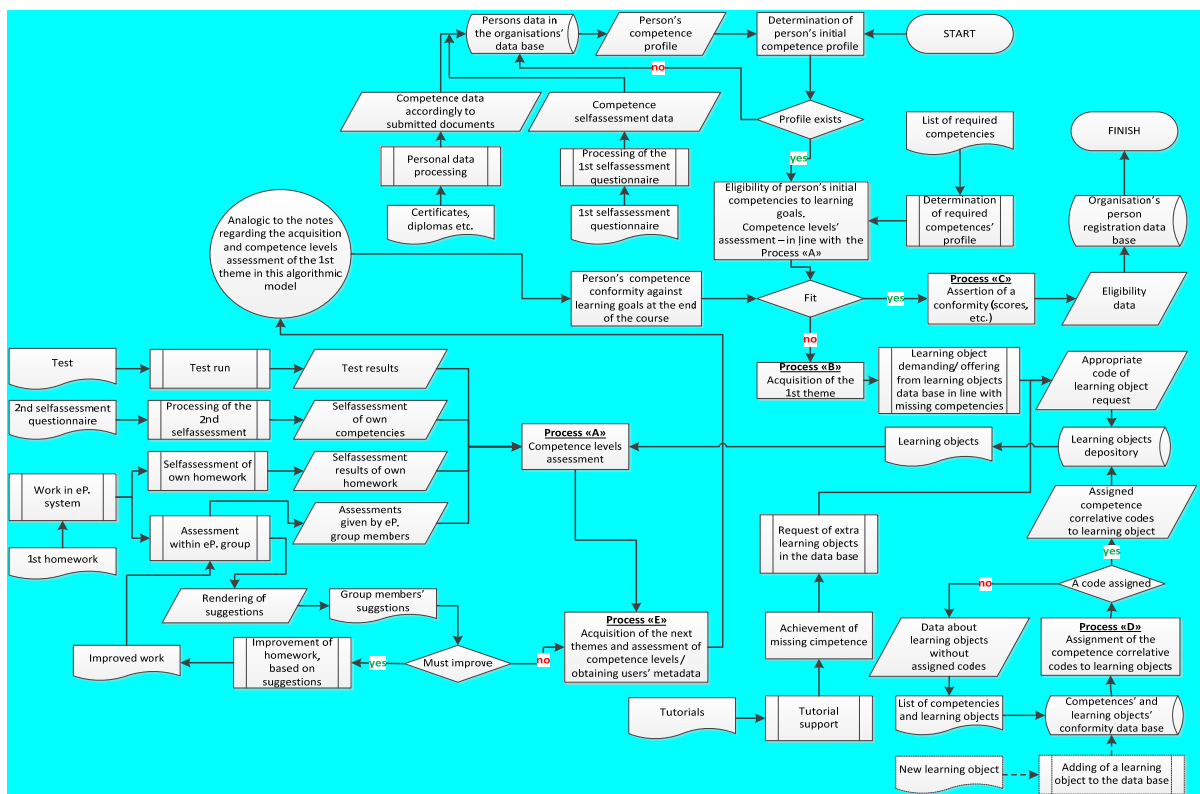 Persons data in
the organisations'
data base
Person's
competence
profile
Determination of
person's initial
competence profile
START
no
Competence data
accordingly to
submitted documents
Competence
selfassessment data
Profile exists
List of required
competencies
FINISH
yes
Personal data
processing
Processing of the
1st selfassessment
questionnaire
Certificates,
diplomas etc.
1st selfassessment
questionnaire
Eligibility of person's initial
competencies to learning
goals.
Competence levels'
assessment – in line with the
Process «A»
Determination
of required
competences'
profile
Organisation's
person
registration data
base
Analogic to the notes
regarding the acquisition
and competence levels
assessment of the 1st
theme in this algorithmic
model
Person's competence
conformity against
learning goals at the end
of the course
Fit
yes
Process «C»
Assertion of a
conformity (scores,
etc.)
Eligibility
data
no
Test
Test run
Test results
Process «B»
Acquisition of the
1st theme
Learning object
demanding/ offering
from learning objects
data base in line with
missing competencies
Appropriate
code of
learning object
request
2nd selfassessment
questionnaire
Processing of the
2nd selfassessment
Selfassessment
of own
competencies
Process «A»
Competence levels
assessment
Learning objects
Learning objects
depository
Work in eP.
system
Selfassessment of
own homework
Selfassessment
results of own
homework
Assigned
competence
correlative codes
to learning object
1st homework
Assessment
within eP. group
Assessments
given by eP.
group members
Request of extra
learning objects
in the data base
yes
A code assigned
no
Rendering of
suggestions
Group members'
suggstions
Process «E»
Acquisition of the next
themes and assessment of
competence levels/
obtaining users' metadata
Achievement of
missing cimpetence
Data about
learning objects
without
assigned codes
Process «D»
Assignment of the
competence correlative
codes to learning objects
Improved work
Improvement of
homework,
based on
suggestions
yes
Must improve
no
Tutorials
Tutorial
support
List of competencies
and learning objects
Competences' and
learning objects'
conformity data base
New learning object
Adding of a learning
object to the data base